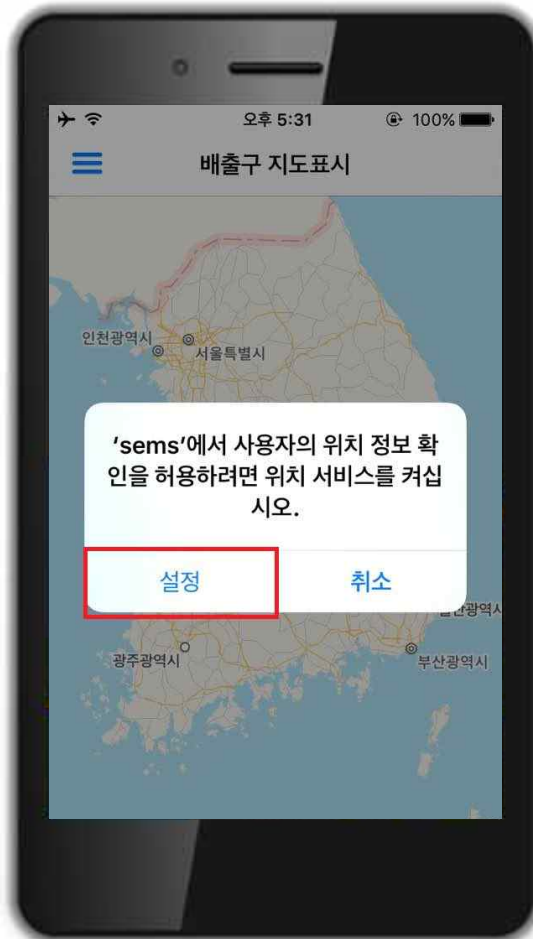 오후 5:31
100%
배출구 지도표시
인천광역시
서울특별시
'sems'에서 사용자의 위치 정보 확
인을 허용하려면 위치 서비스를 켜십
시오.
설정
취소
광주광역시
부산광역시